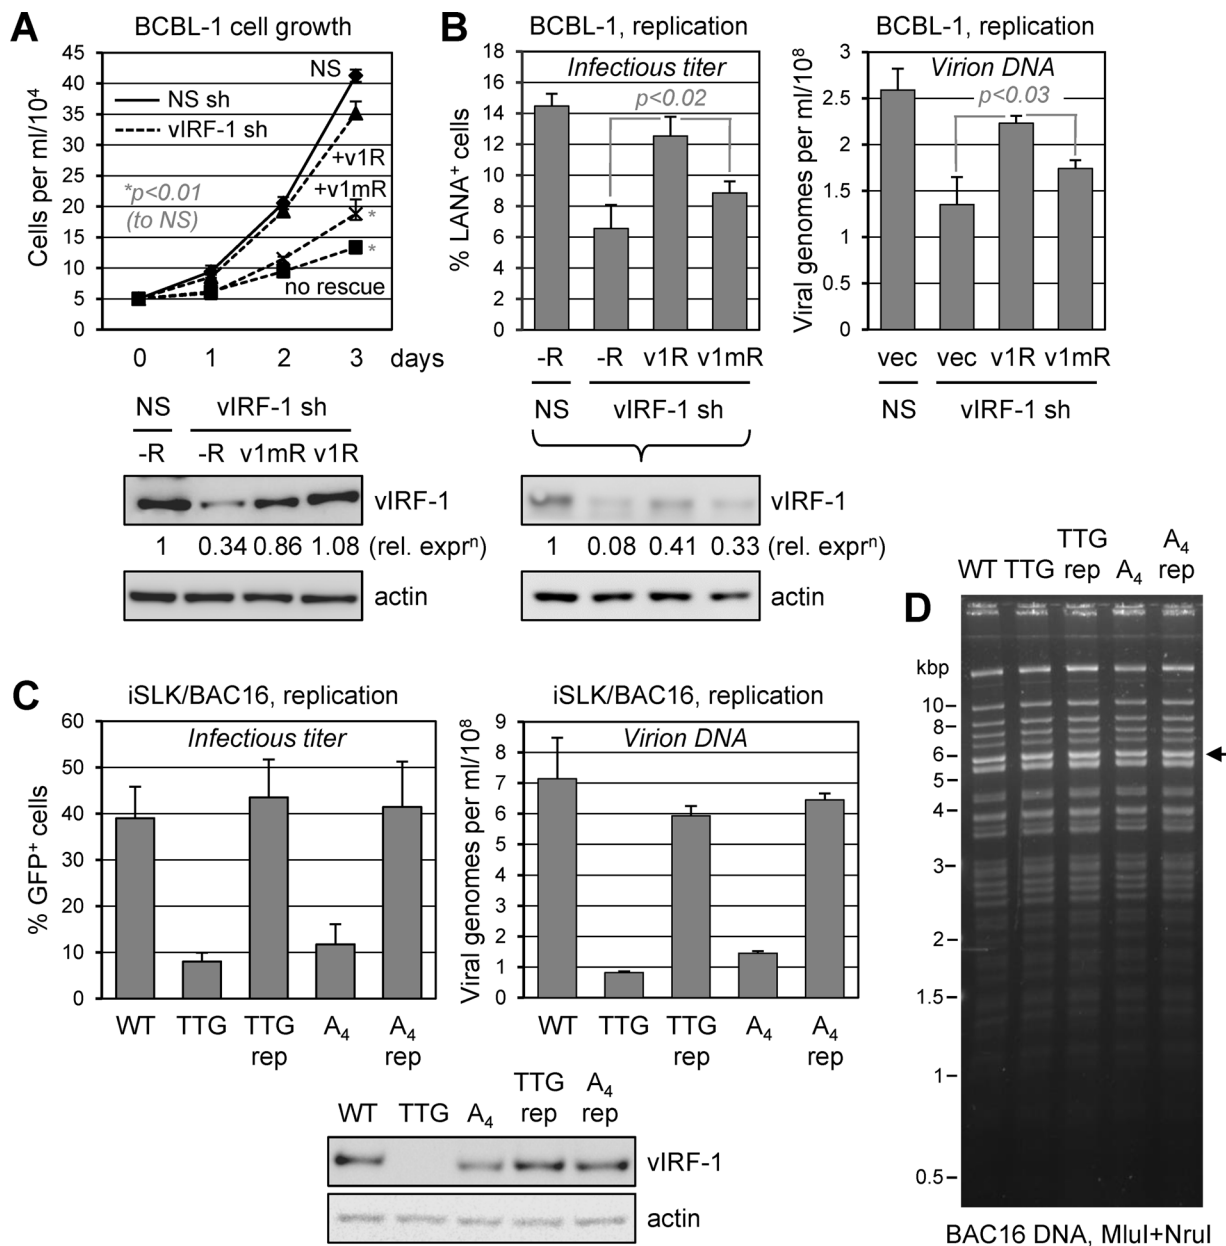 A
BCBL-1 cell growth
45
40
35
30
25
20
15
10
5
0
Cells per ml/10⁴
NS sh
vIRF-1 sh
NS
+v1R
+v1mR
*
*
no rescue
*p<0.01
(to NS)
0 1 2 3 days
NS vIRF-1 sh
-R -R v1mR v1R
vIRF-1
1 0.34 0.86 1.08 (rel. exprⁿ)
actin
B
BCBL-1, replication
Infectious titer
p<0.02
18
16
14
12
10
8
6
4
2
0
% LANA⁺ cells
-R -R v1R v1mR
NS vIRF-1 sh
vIRF-1
1 0.08 0.41 0.33 (rel. exprⁿ)
actin
BCBL-1, replication
Virion DNA
p<0.03
3
2.5
2
1.5
1
0.5
0
Viral genomes per ml/10⁸
vec vec v1R v1mR
NS vIRF-1 sh
C
iSLK/BAC16, replication
Infectious titer
60
50
40
30
20
10
0
% GFP⁺ cells
WT TTG TTG A₄ A₄
rep rep
iSLK/BAC16, replication
Virion DNA
9
8
7
6
5
4
3
2
1
0
Viral genomes per ml/10⁸
WT TTG TTG A₄ A₄
rep rep
TTG A₄
WT TTG A₄ rep rep
vIRF-1
actin
D
TTG A₄
WT TTG rep A₄ rep
kbp
10
8
6
5
4
3
2
1.5
1
0.5
BAC16 DNA, MluI+NruI